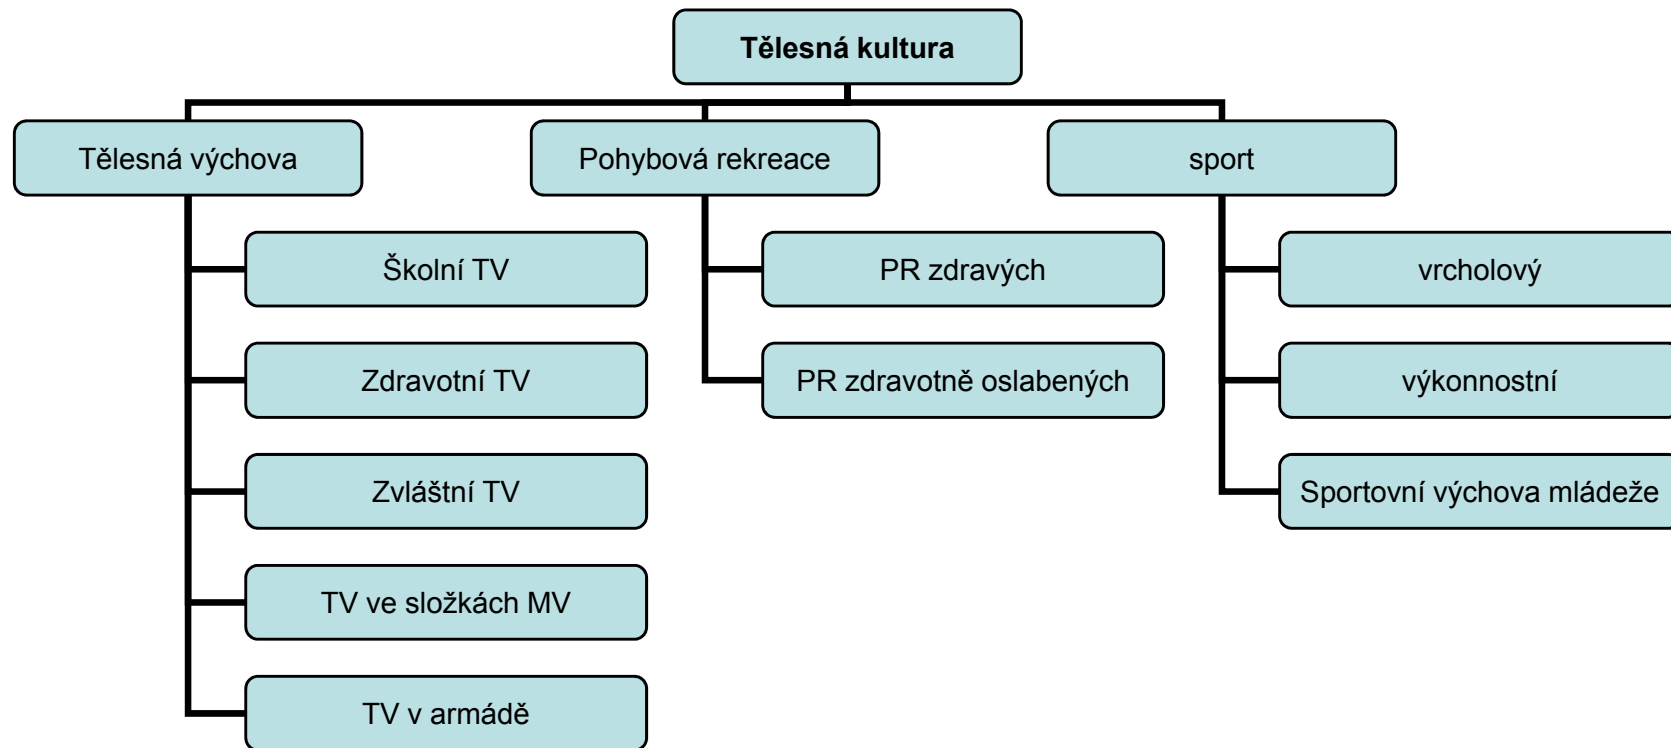 Tělesná kultura
Tělesná výchova
Pohybová rekreace
sport
Školní TV
PR zdravých
vrcholový
Zdravotní TV
PR zdravotně oslabených
výkonnostní
Zvláštní TV
Sportovní výchova mládeže
TV ve složkách MV
TV v armádě